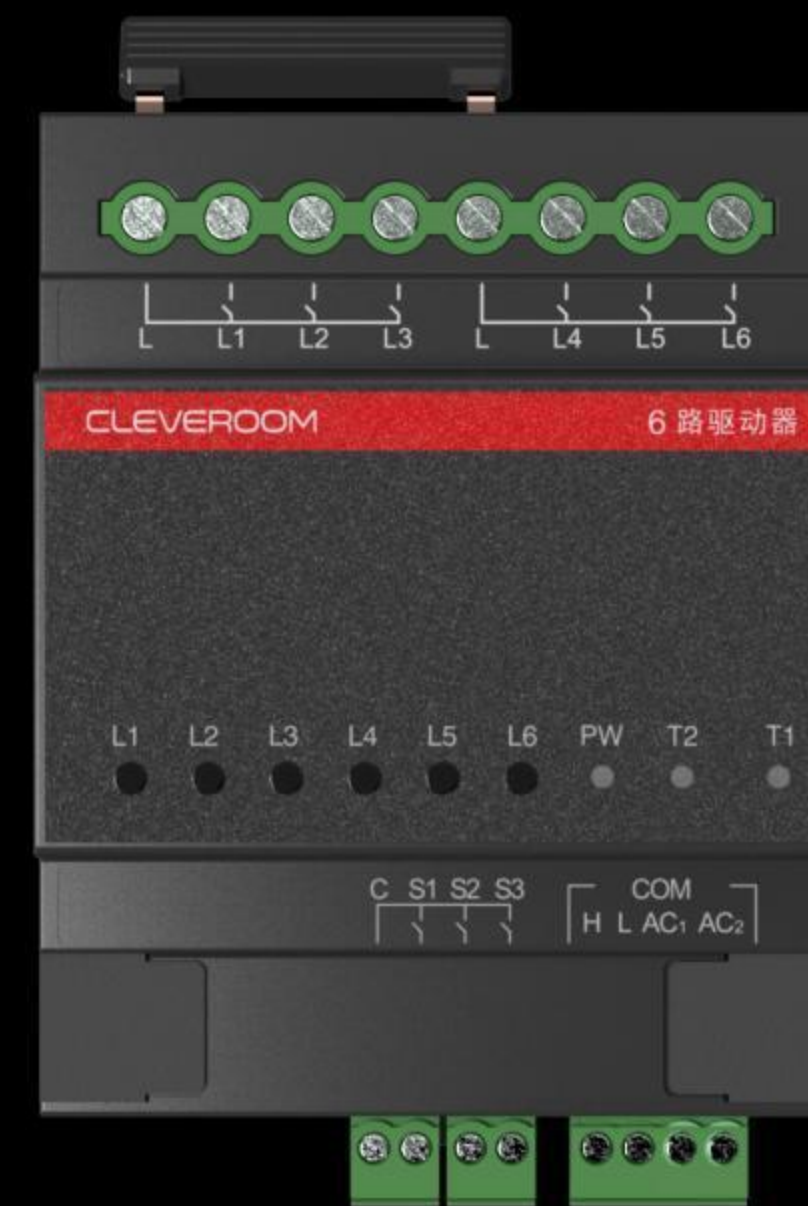 L L1 L2 L3 L L4 L5 L6
CLEVEROOM 6 路驱动器
L1 L2 L3 L4 L5 L6 PW T2 T1
C S1 S2 S3 COM
H L AC₁ AC₂